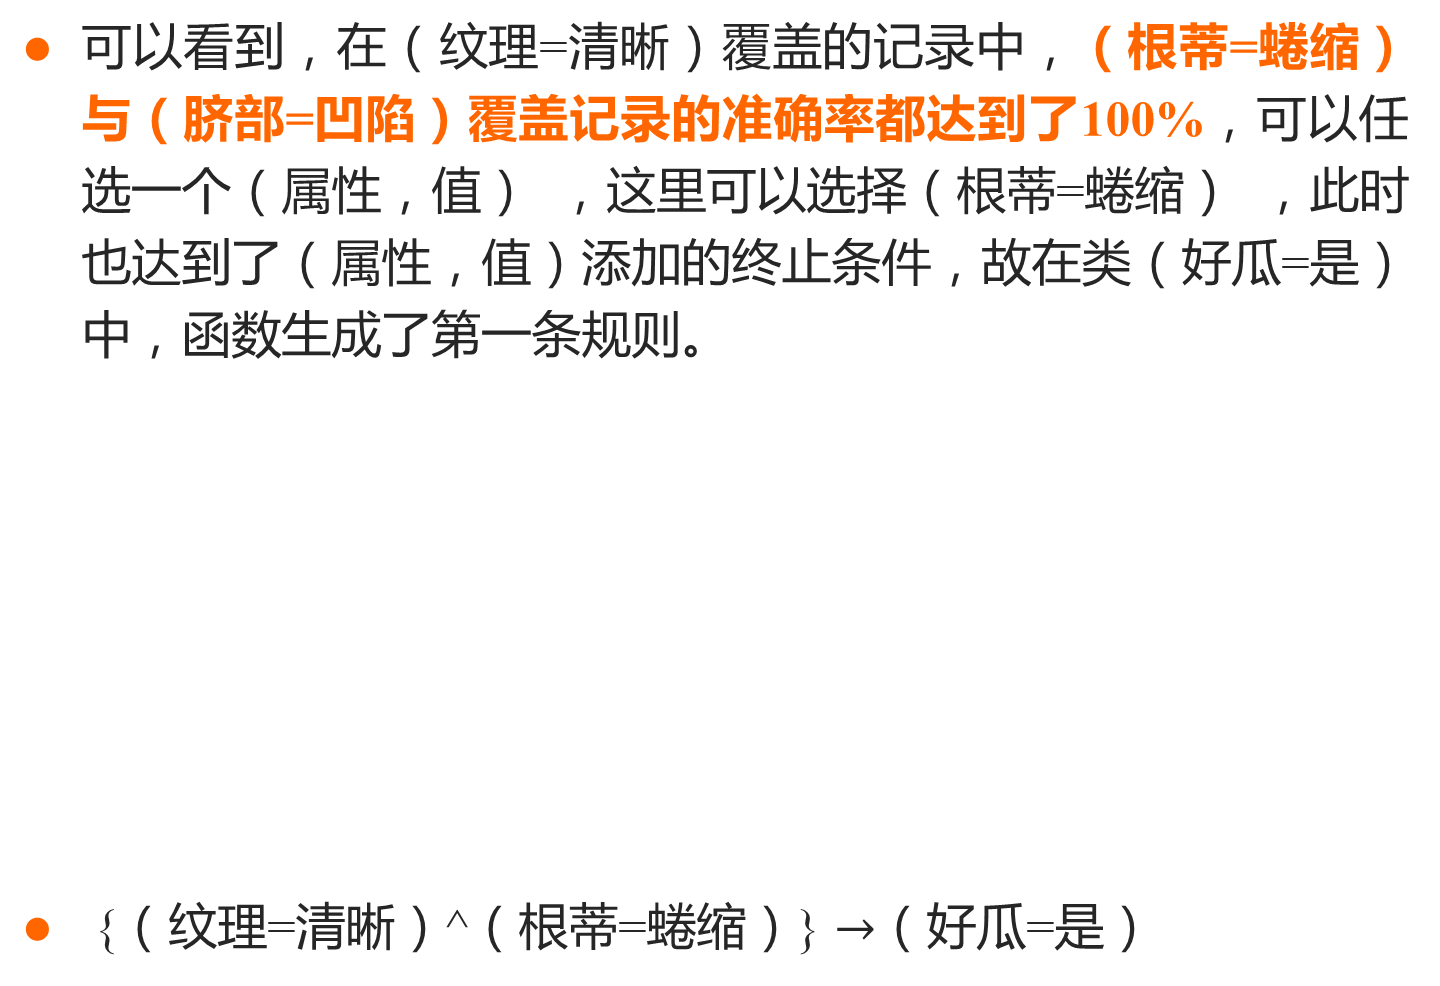 ● 可以看到，在（纹理=清晰）覆盖的记录中，（根蒂=蜷缩）
与（脐部=凹陷）覆盖记录的准确率都达到了100%，可以任
选一个（属性，值），这里可以选择（根蒂=蜷缩），此时
也达到了（属性，值）添加的终止条件，故在类（好瓜=是）
中，函数生成了第一条规则。
● {（纹理=清晰）^（根蒂=蜷缩）}→（好瓜=是）